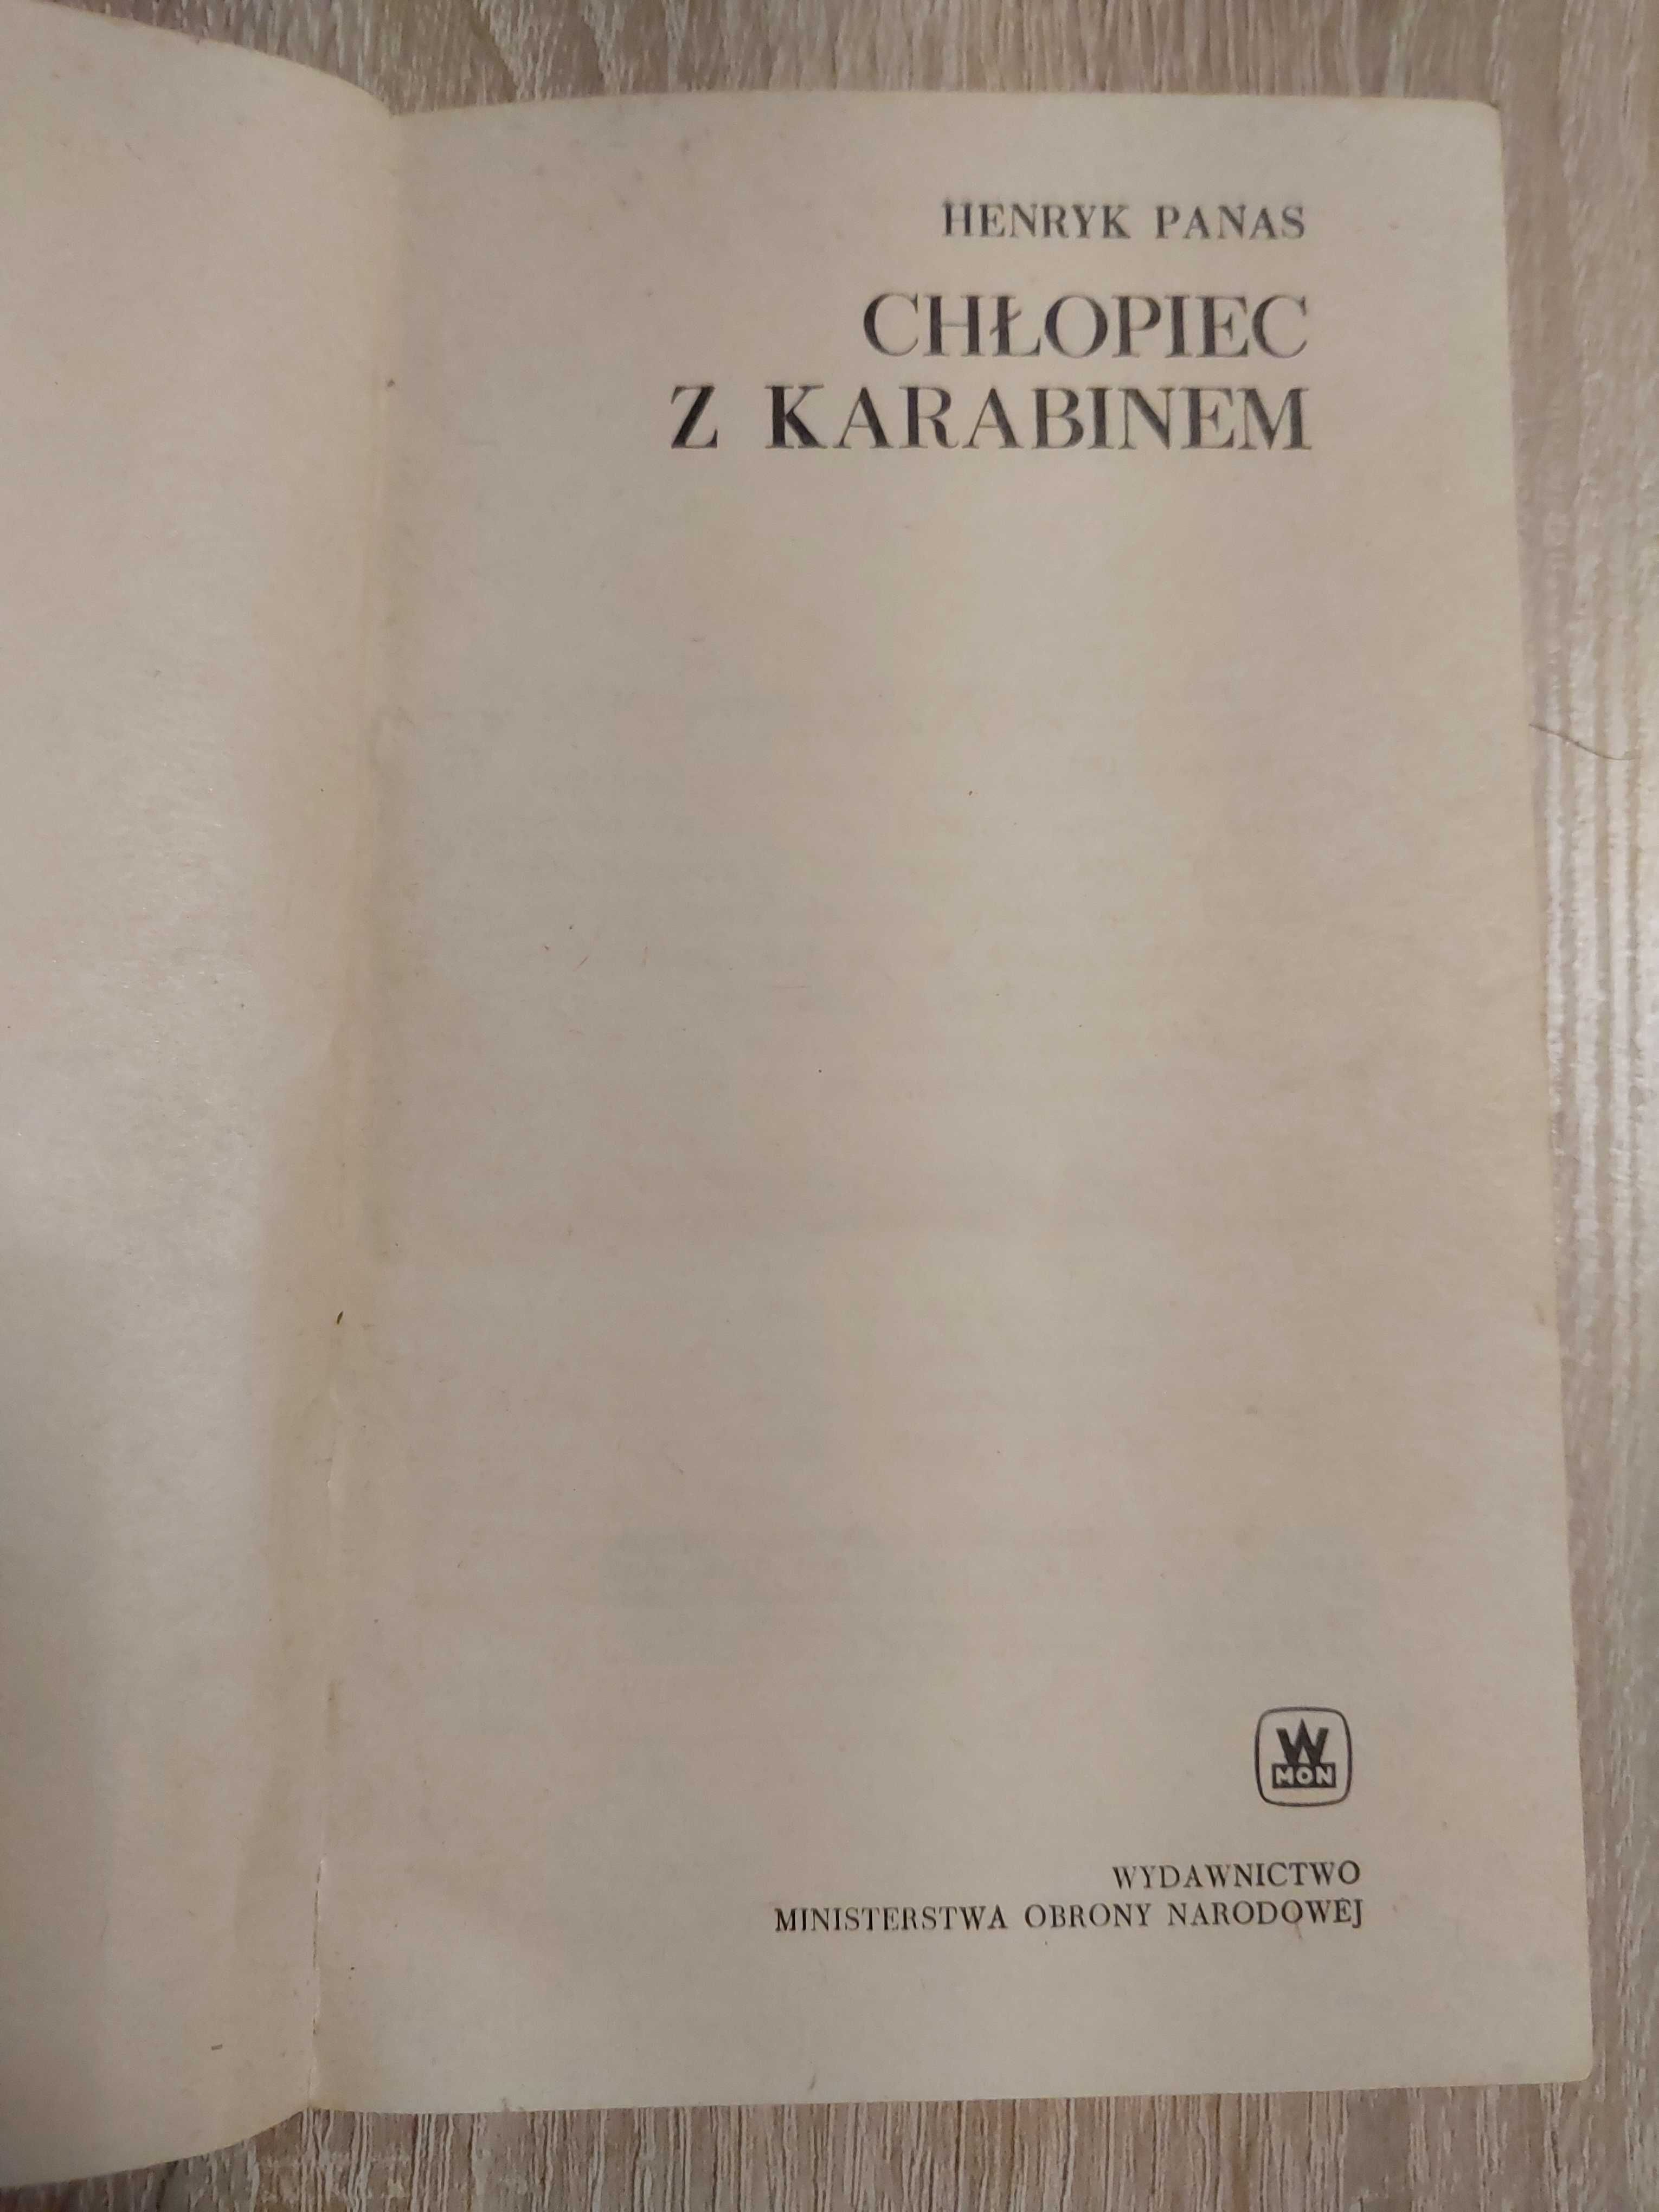 HENRYK PANAS
CHŁOPIEC
Z KARABINEM
W
MON
WYDAWNICTWO
MINISTERSTWA OBRONY NARODOWEJ